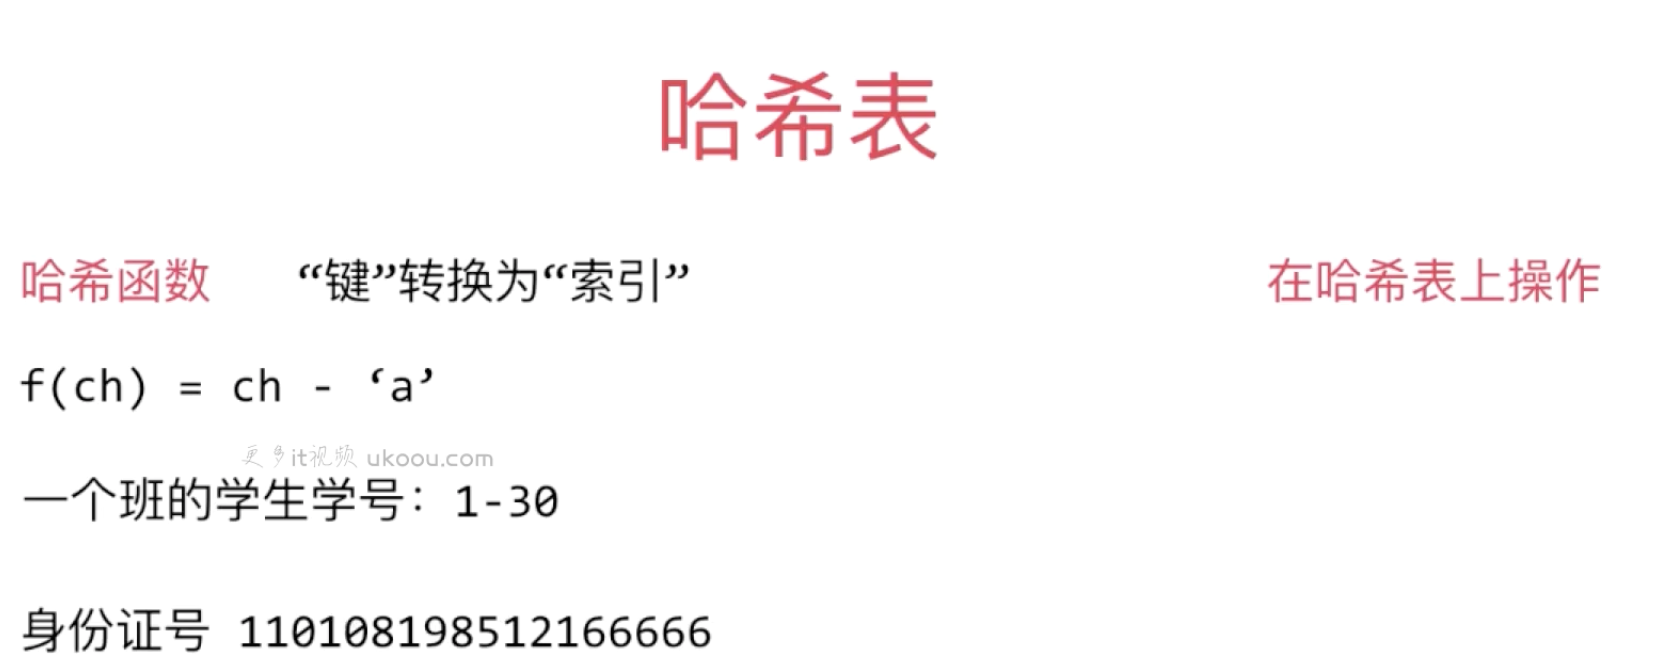 哈希表
哈希函数 “键”转换为“索引” 在哈希表上操作
f(ch) = ch - ‘a’
更多it视频 ukoou.com
一个班的学生学号：1-30
身份证号 110108198512166666